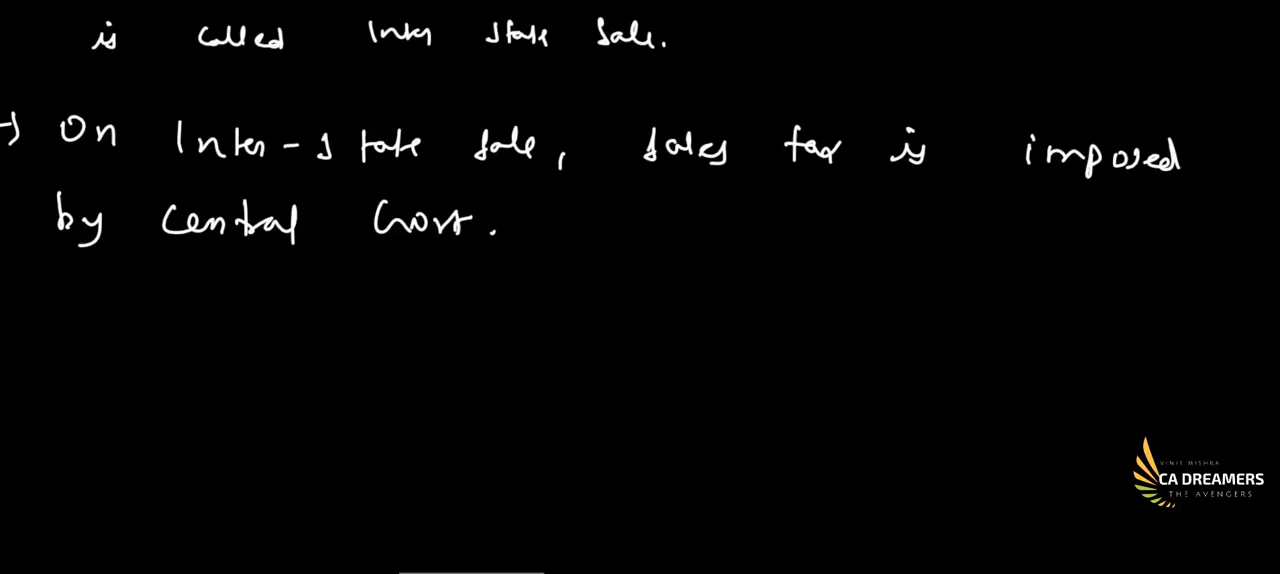 is called Inter state Sale.
→ On Inter-state sale, sales tax is imposed
by Central Govt.
VINIT MISHRA
CA DREAMERS
THE AVENGERS